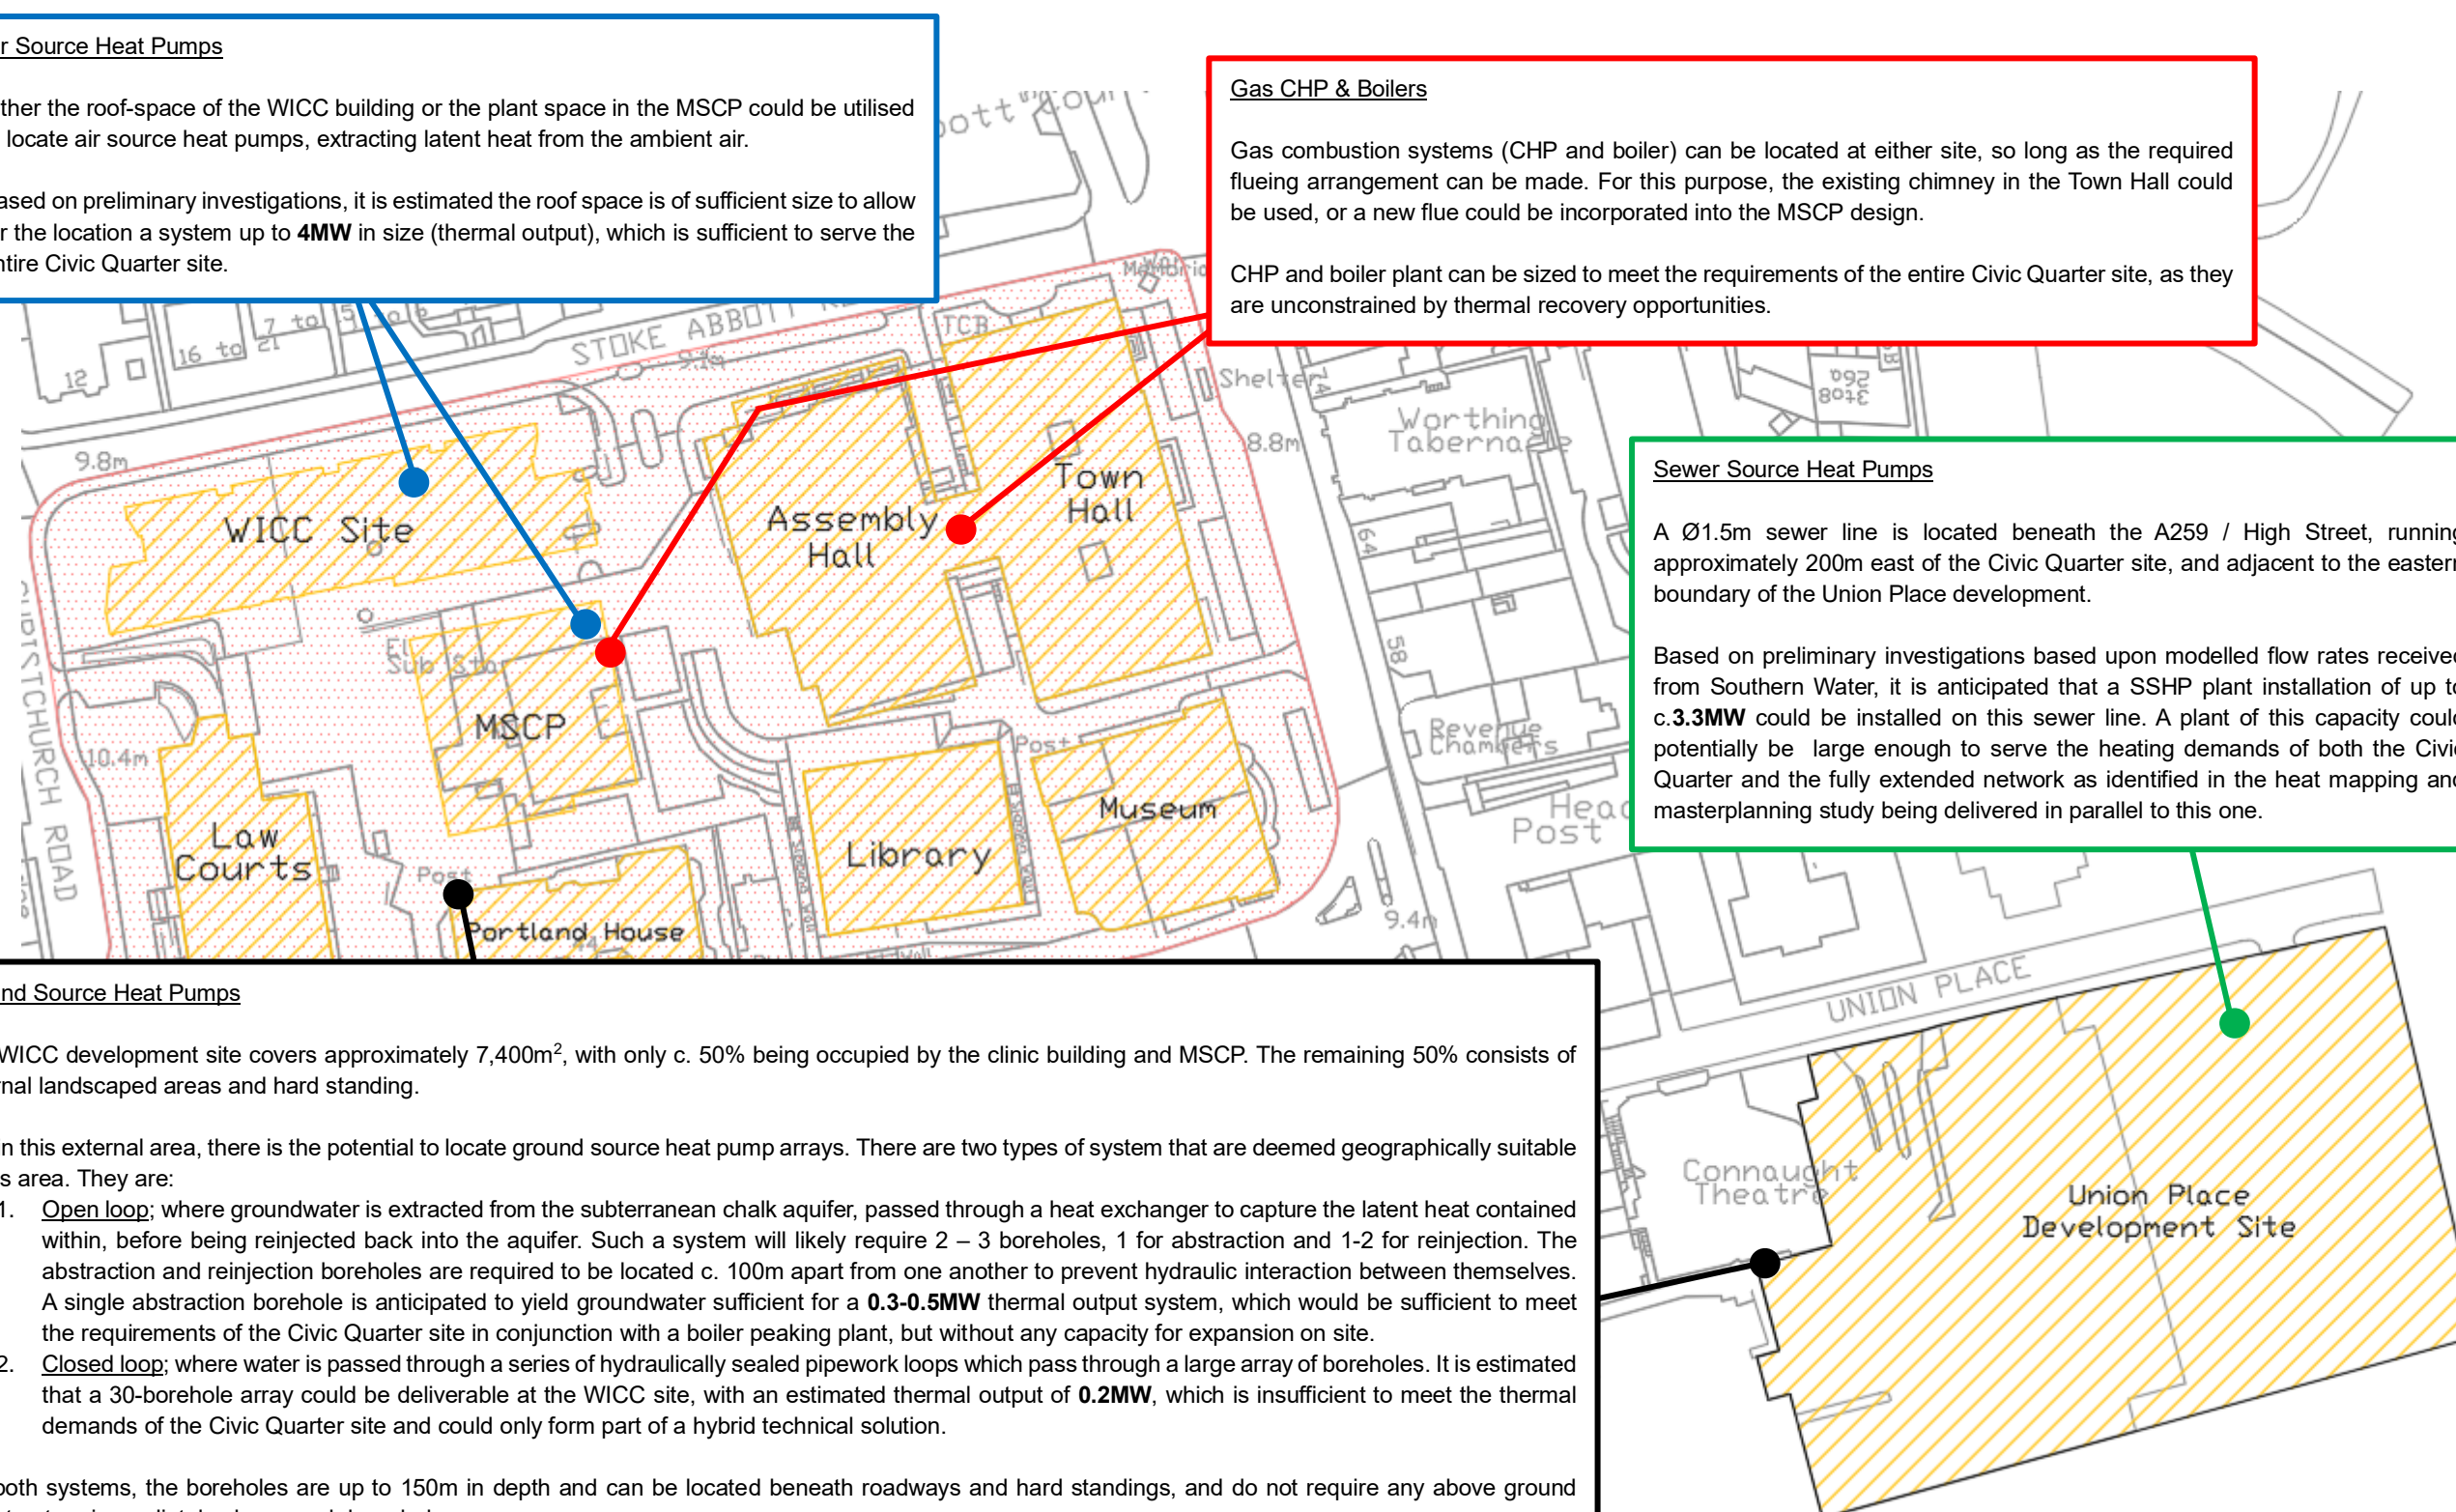 r Source Heat Pumps
ther the roof-space of the WICC building or the plant space in the MSCP could be utilised
locate air source heat pumps, extracting latent heat from the ambient air.
ased on preliminary investigations, it is estimated the roof space is of sufficient size to allow
r the location a system up to 4MW in size (thermal output), which is sufficient to serve the
ntire Civic Quarter site.
Gas CHP & Boilers
Gas combustion systems (CHP and boiler) can be located at either site, so long as the required
flueing arrangement can be made. For this purpose, the existing chimney in the Town Hall could
be used, or a new flue could be incorporated into the MSCP design.
CHP and boiler plant can be sized to meet the requirements of the entire Civic Quarter site, as they
are unconstrained by thermal recovery opportunities.
Sewer Source Heat Pumps
A Ø1.5m sewer line is located beneath the A259 / High Street, running
approximately 200m east of the Civic Quarter site, and adjacent to the eastern
boundary of the Union Place development.
Based on preliminary investigations based upon modelled flow rates received
from Southern Water, it is anticipated that a SSHP plant installation of up to
c.3.3MW could be installed on this sewer line. A plant of this capacity could
potentially be large enough to serve the heating demands of both the Civic
Quarter and the fully extended network as identified in the heat mapping and
masterplanning study being delivered in parallel to this one.
16 to 21
12
STOKE ABBOTT
9.1m
TCB
Shelter
74
Worthing
Tabernacle
26a
3to8
9.8m
8.8m
WICC Site
Assembly
Hall
Town
Hall
64
El
Sub Sta
58
MSCP
10.4m
Post
Revenue
Chambers
CHRISTCHURCH ROAD
Law
Courts
Library
Museum
Head
Post
Post
Portland House
44
9.4m
UNION PLACE
Connaught
Theatre
Union Place
Development Site
nd Source Heat Pumps
WICC development site covers approximately 7,400m², with only c. 50% being occupied by the clinic building and MSCP. The remaining 50% consists of
rnal landscaped areas and hard standing.
in this external area, there is the potential to locate ground source heat pump arrays. There are two types of system that are deemed geographically suitable
s area. They are:
1. Open loop; where groundwater is extracted from the subterranean chalk aquifer, passed through a heat exchanger to capture the latent heat contained
within, before being reinjected back into the aquifer. Such a system will likely require 2 – 3 boreholes, 1 for abstraction and 1-2 for reinjection. The
abstraction and reinjection boreholes are required to be located c. 100m apart from one another to prevent hydraulic interaction between themselves.
A single abstraction borehole is anticipated to yield groundwater sufficient for a 0.3-0.5MW thermal output system, which would be sufficient to meet
the requirements of the Civic Quarter site in conjunction with a boiler peaking plant, but without any capacity for expansion on site.
2. Closed loop; where water is passed through a series of hydraulically sealed pipework loops which pass through a large array of boreholes. It is estimated
that a 30-borehole array could be deliverable at the WICC site, with an estimated thermal output of 0.2MW, which is insufficient to meet the thermal
demands of the Civic Quarter site and could only form part of a hybrid technical solution.
both systems, the boreholes are up to 150m in depth and can be located beneath roadways and hard standings, and do not require any above ground